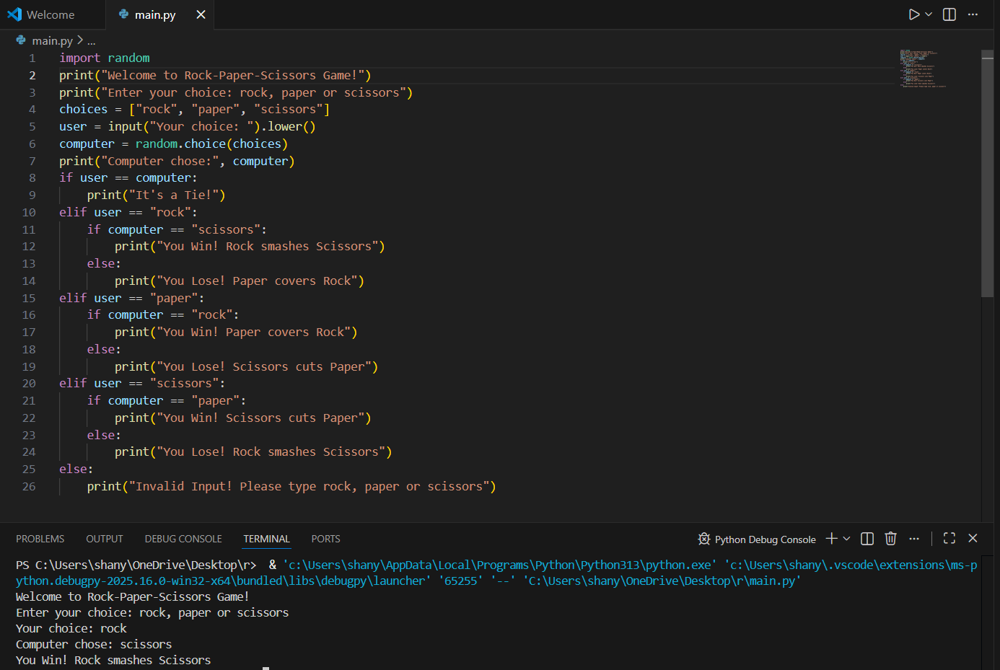 Welcome main.py
main.py > ...
1 import random
2 print("Welcome to Rock-Paper-Scissors Game!")
3 print("Enter your choice: rock, paper or scissors")
4 choices = ["rock", "paper", "scissors"]
5 user = input("Your choice: ").lower()
6 computer = random.choice(choices)
7 print("Computer chose:", computer)
8 if user == computer:
9     print("It's a Tie!")
10 elif user == "rock":
11     if computer == "scissors":
12         print("You Win! Rock smashes Scissors")
13     else:
14         print("You Lose! Paper covers Rock")
15 elif user == "paper":
16     if computer == "rock":
17         print("You Win! Paper covers Rock")
18     else:
19         print("You Lose! Scissors cuts Paper")
20 elif user == "scissors":
21     if computer == "paper":
22         print("You Win! Scissors cuts Paper")
23     else:
24         print("You Lose! Rock smashes Scissors")
25 else:
26     print("Invalid Input! Please type rock, paper or scissors")
PROBLEMS OUTPUT DEBUG CONSOLE TERMINAL PORTS Python Debug Console
PS C:\Users\shany\OneDrive\Desktop\r>  & 'c:\Users\shany\AppData\Local\Programs\Python\Python313\python.exe' 'c:\Users\shany\.vscode\extensions\ms-p
ython.debugpy-2025.16.0-win32-x64\bundled\libs\debugpy\launcher' '65255' '--' 'C:\Users\shany\OneDrive\Desktop\r\main.py'
Welcome to Rock-Paper-Scissors Game!
Enter your choice: rock, paper or scissors
Your choice: rock
Computer chose: scissors
You Win! Rock smashes Scissors